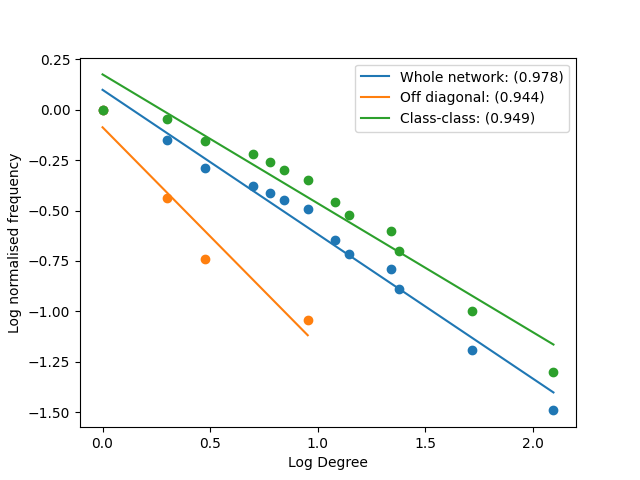 0.25
0.00
−0.25
−0.50
−0.75
−1.00
−1.25
−1.50
Log normalised frequency
Whole network: (0.978)
Off diagonal: (0.944)
Class-class: (0.949)
0.0 0.5 1.0 1.5 2.0
Log Degree